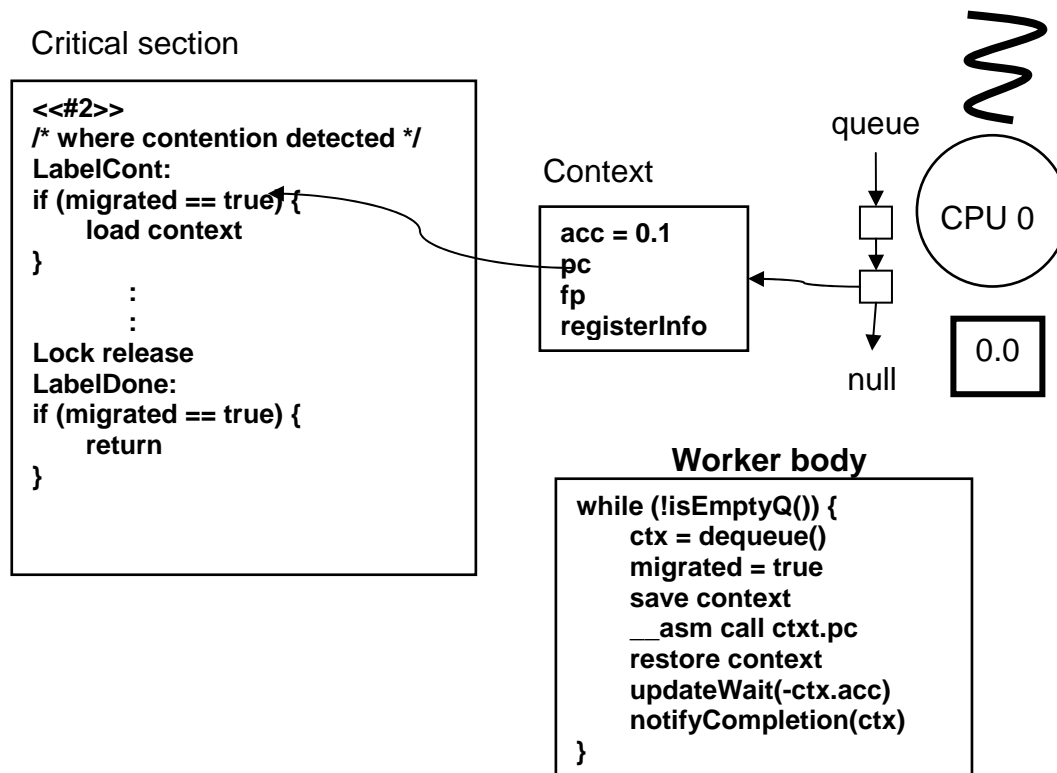 Critical section
<<#2>>
/* where contention detected */
LabelCont:
if (migrated == true) {
load context
}
:
:
Lock release
LabelDone:
if (migrated == true) {
return
}
Context
acc = 0.1
pc
fp
registerInfo
queue
null
CPU 0
0.0
Worker body
while (!isEmptyQ()) {
ctx = dequeue()
migrated = true
save context
__asm call ctxt.pc
restore context
updateWait(-ctx.acc)
notifyCompletion(ctx)
}